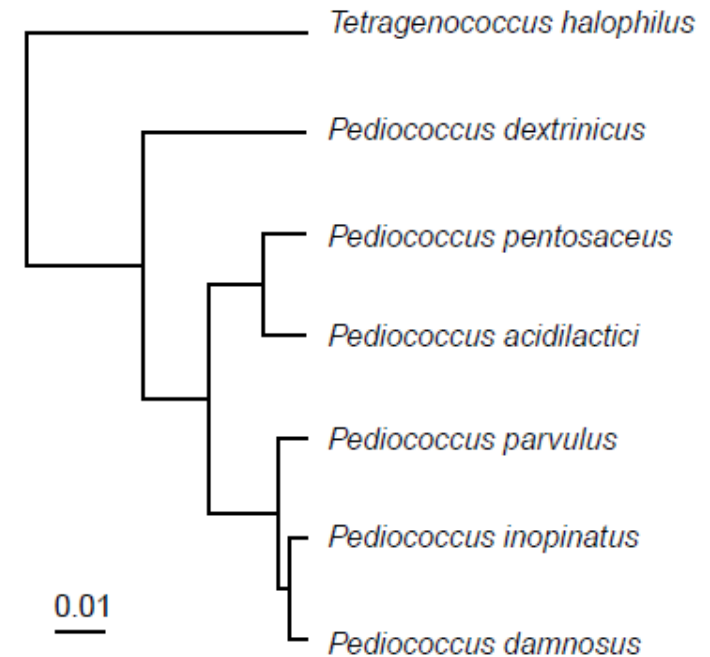 Tetragenococcus halophilus
Pediococcus dextrinicus
Pediococcus pentosaceus
Pediococcus acidilactici
Pediococcus parvulus
Pediococcus inopinatus
0.01
Pediococcus damnosus